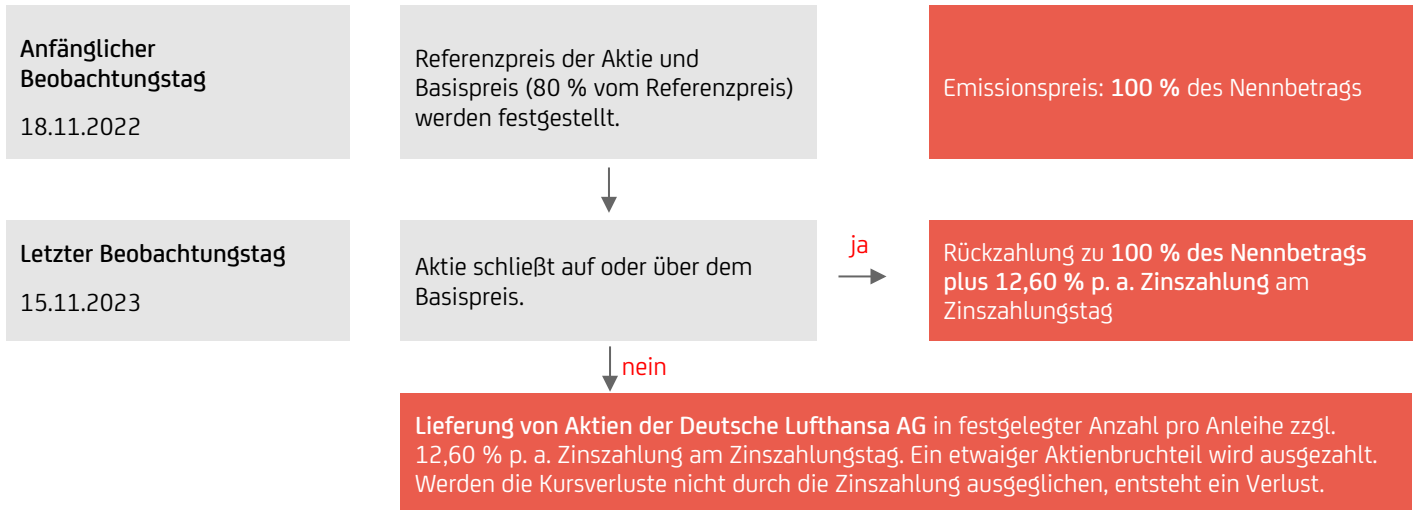 Anfänglicher
Beobachtungstag
18.11.2022
Referenzpreis der Aktie und
Basispreis (80 % vom Referenzpreis)
werden festgestellt.
Emissionspreis: 100 % des Nennbetrags
Letzter Beobachtungstag
15.11.2023
Aktie schließt auf oder über dem
Basispreis.
ja
Rückzahlung zu 100 % des Nennbetrags
plus 12,60 % p. a. Zinszahlung am
Zinszahlungstag
nein
Lieferung von Aktien der Deutsche Lufthansa AG in festgelegter Anzahl pro Anleihe zzgl.
12,60 % p. a. Zinszahlung am Zinszahlungstag. Ein etwaiger Aktienbruchteil wird ausgezahlt.
Werden die Kursverluste nicht durch die Zinszahlung ausgeglichen, entsteht ein Verlust.